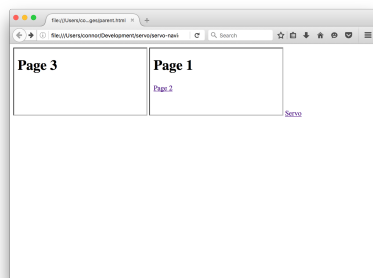 file:///Users/co...ges/parent.html
file:///Users/connor/Development/servo/servo-navi
Search
Page 3
Page 1
Page 2
Servo